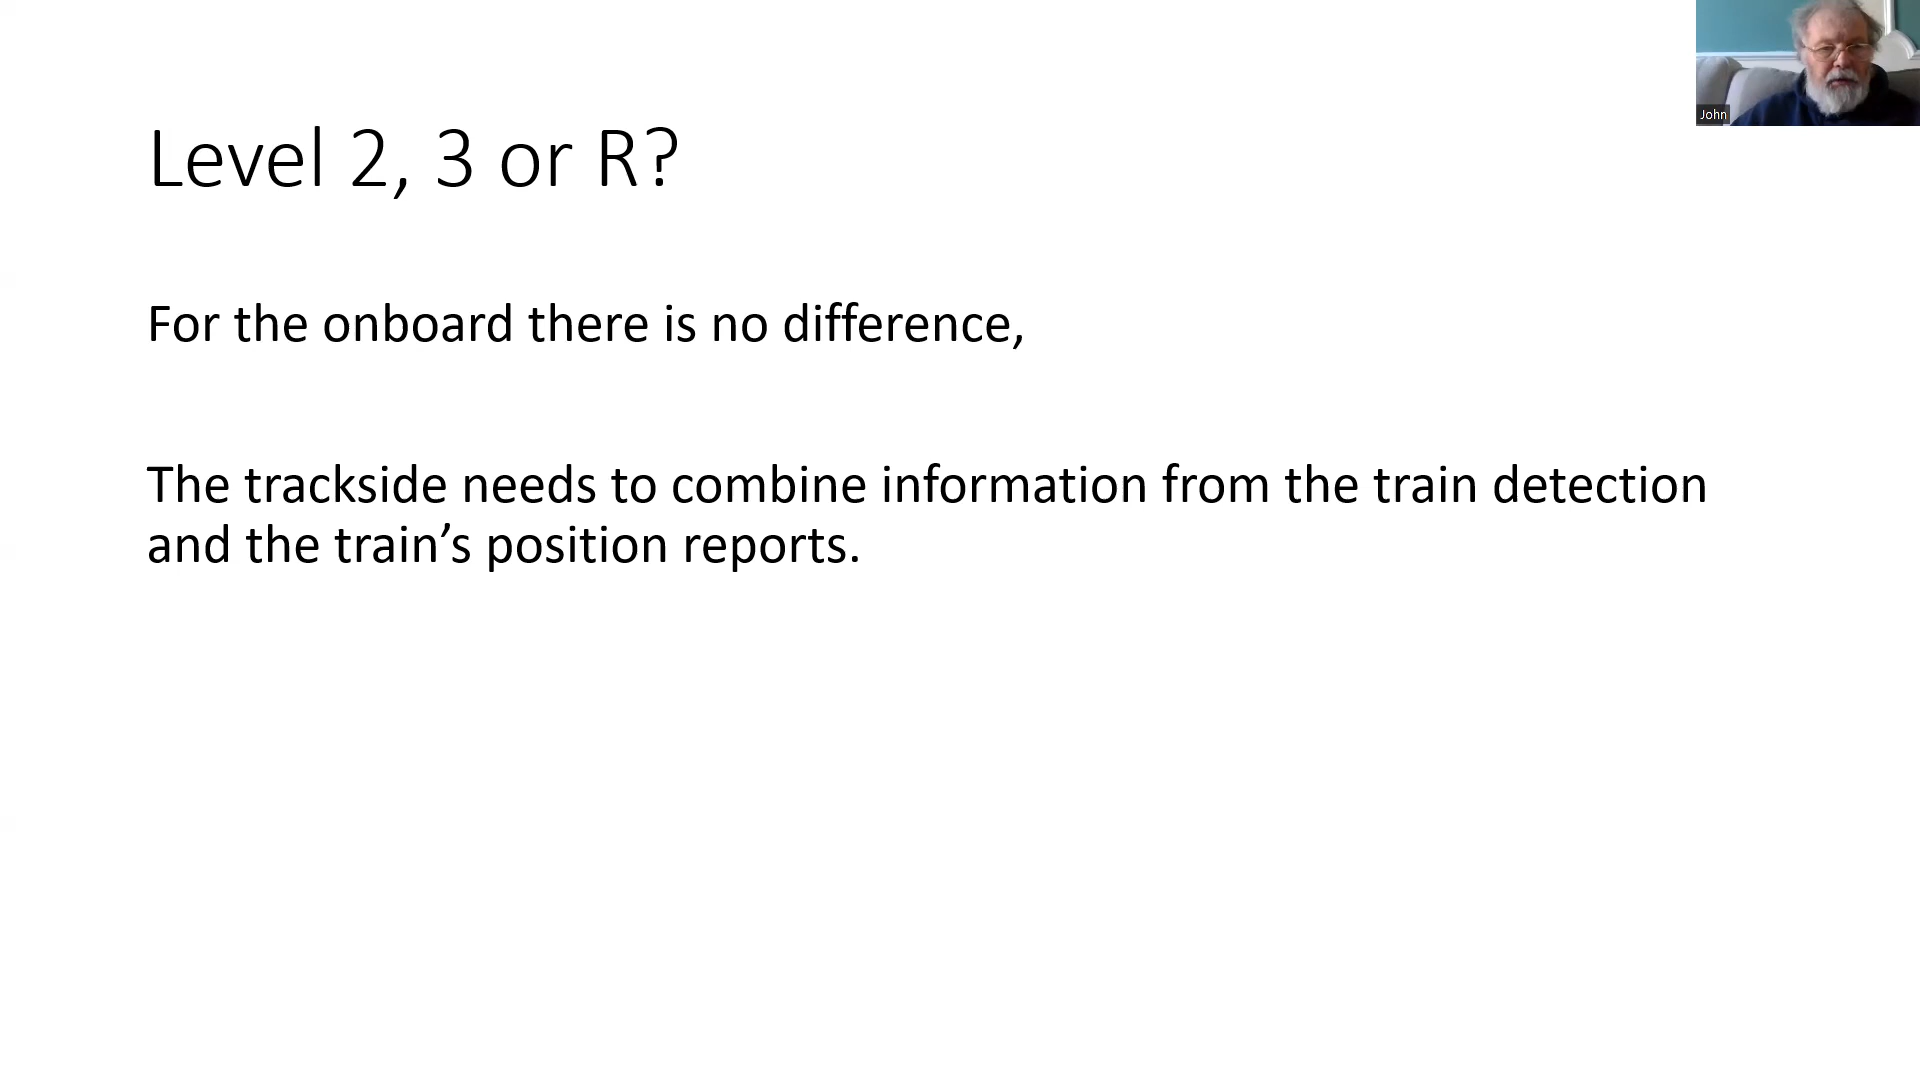 Level 2, 3 or R?
For the onboard there is no difference,
The trackside needs to combine information from the train detection
and the train’s position reports.
John